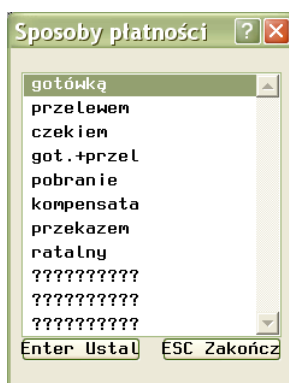 Sposoby płatności
gotówką
przelewem
czekiem
got.+przel
pobranie
kompensata
przekazem
ratalny
??????????
??????????
??????????
Enter Ustal ESC Zakończ